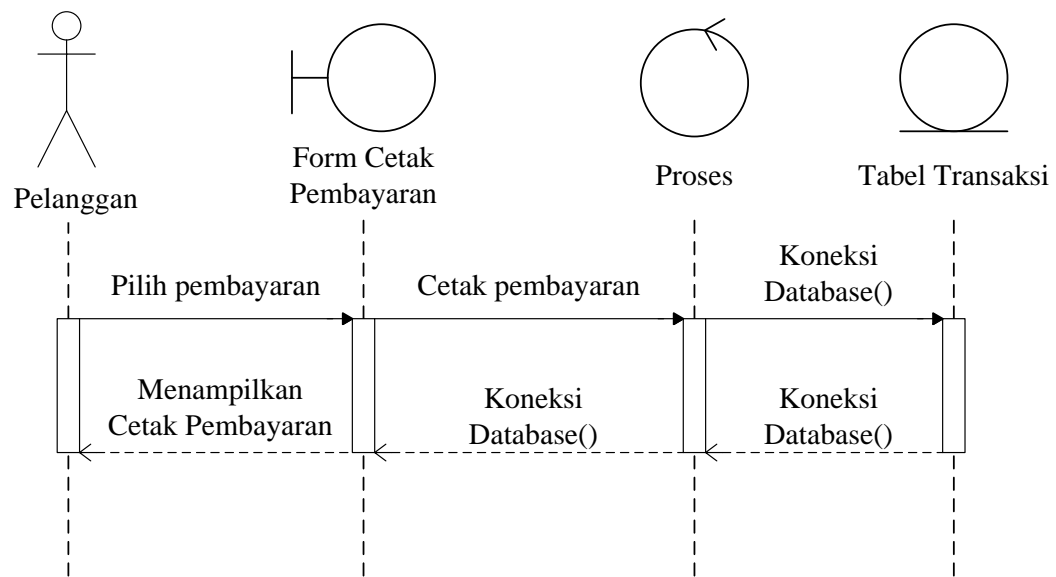 Form Cetak
Pembayaran
Proses
Tabel Transaksi
Pelanggan
Pilih pembayaran
Cetak pembayaran
Koneksi
Database()
Menampilkan
Cetak Pembayaran
Koneksi
Database()
Koneksi
Database()